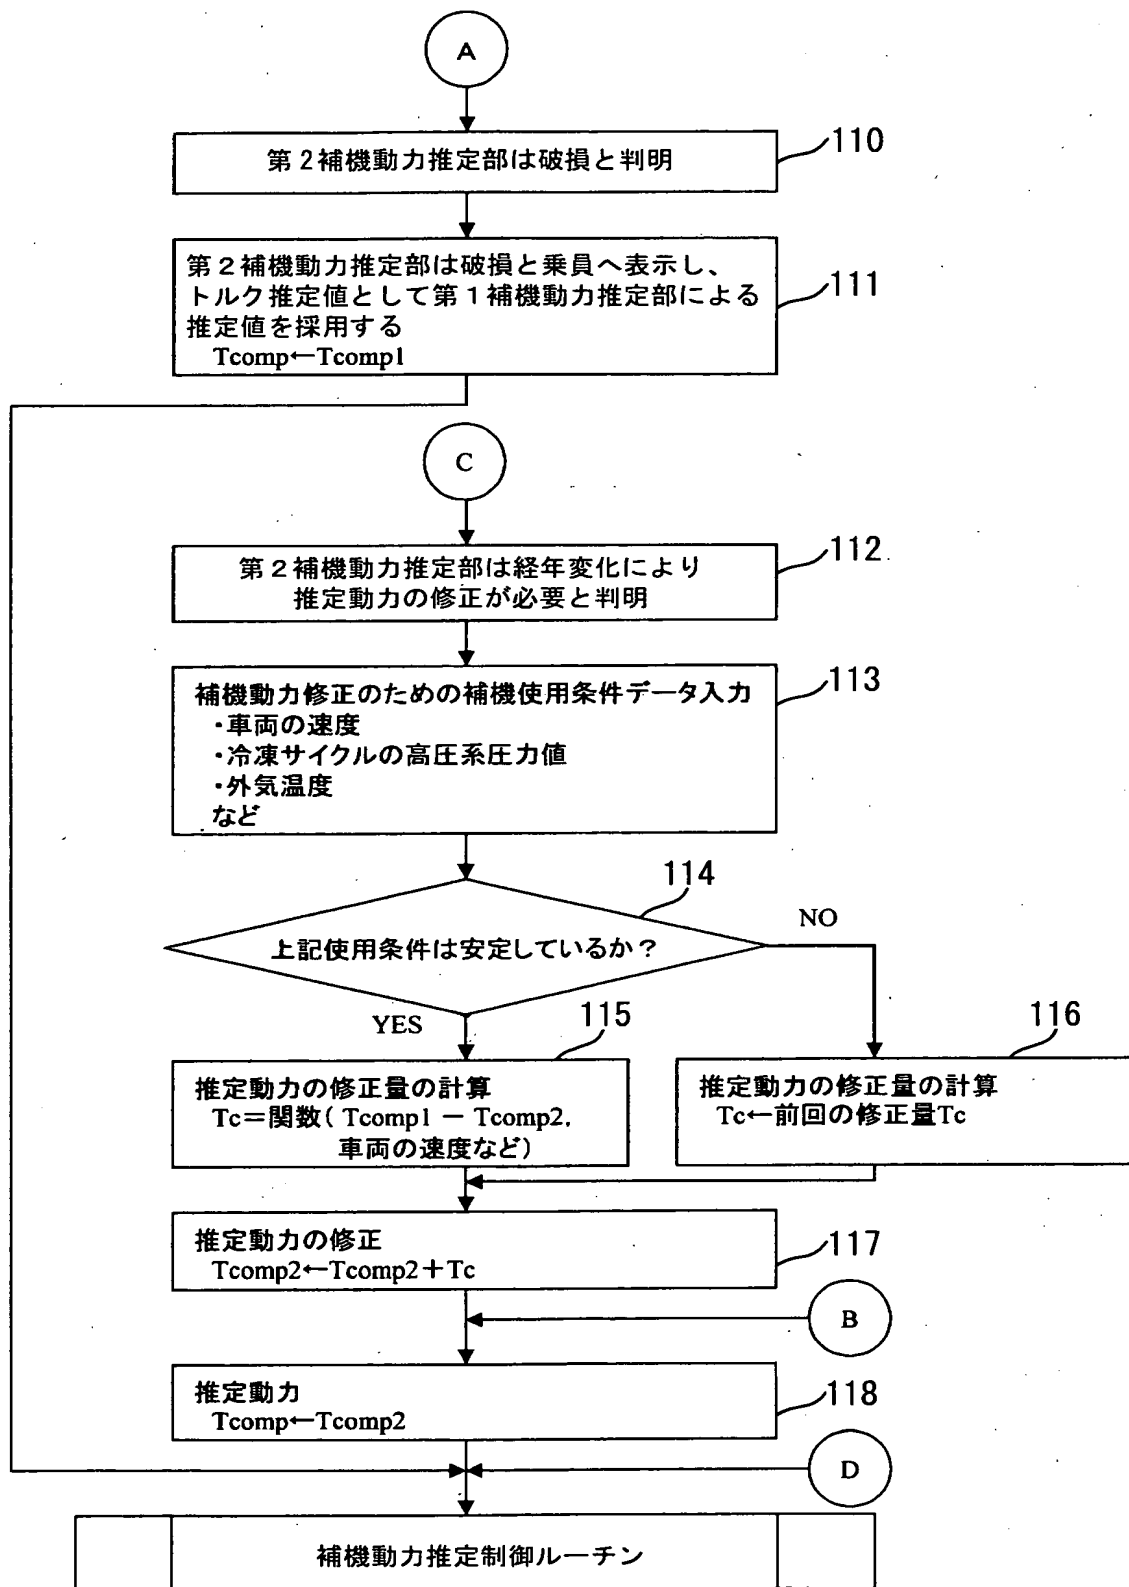 A
第2補機動力推定部は破損と判明
110
第2補機動力推定部は破損と乗員へ表示し、
トルク推定値として第1補機動力推定部による
推定値を採用する
Tcomp←Tcomp1
111
C
第2補機動力推定部は経年変化により
推定動力の修正が必要と判明
112
補機動力修正のための補機使用条件データ入力
・車両の速度
・冷凍サイクルの高圧系圧力値
・外気温度
など
113
上記使用条件は安定しているか?
114
NO
YES
115
推定動力の修正量の計算
Tc=関数(Tcomp1-Tcomp2,
車両の速度など)
116
推定動力の修正量の計算
Tc←前回の修正量Tc
推定動力の修正
Tcomp2←Tcomp2+Tc
117
B
推定動力
Tcomp←Tcomp2
118
D
補機動力推定制御ルーチン